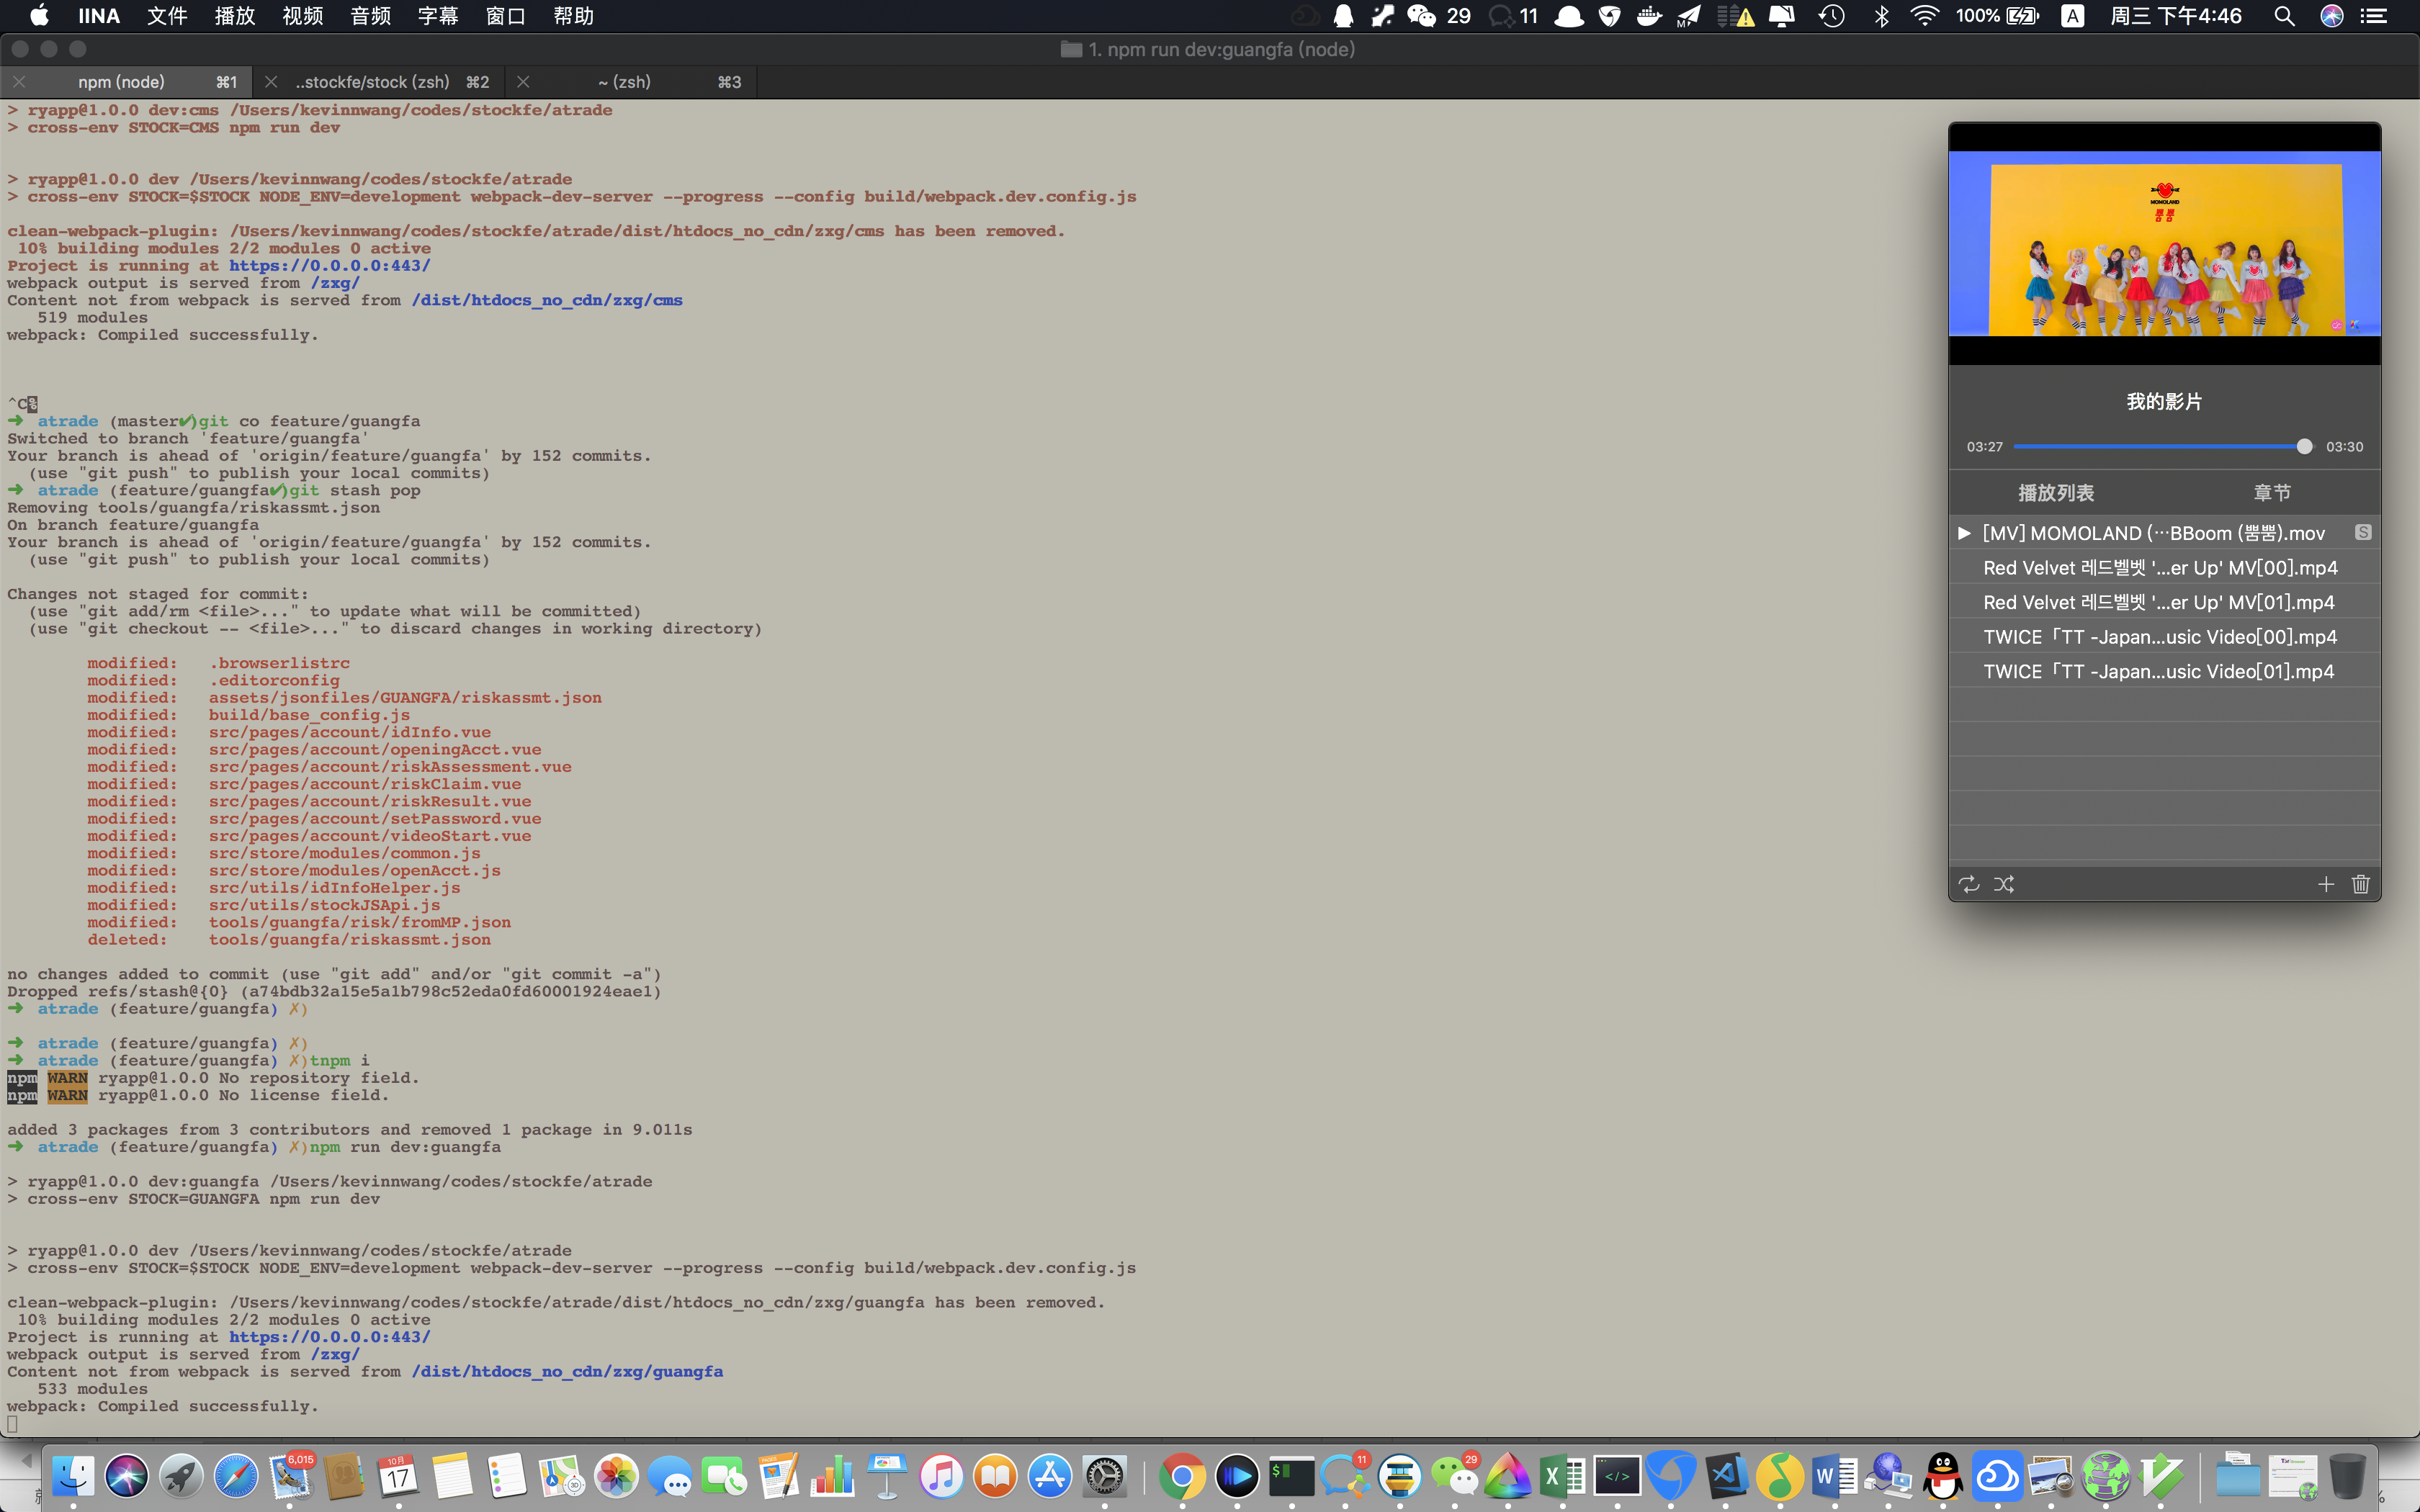 IINA 文件 播放 视频 音频 字幕 窗口 帮助 29 11 100% A 周三 下午4:46
1. npm run dev:guangfa (node)
npm (node) ⌘1 ..stockfe/stock (zsh) ⌘2 ~ (zsh) ⌘3
> ryapp@1.0.0 dev:cms /Users/kevinnwang/codes/stockfe/atrade
> cross-env STOCK=CMS npm run dev
> ryapp@1.0.0 dev /Users/kevinnwang/codes/stockfe/atrade
> cross-env STOCK=$STOCK NODE_ENV=development webpack-dev-server --progress --config build/webpack.dev.config.js
clean-webpack-plugin: /Users/kevinnwang/codes/stockfe/atrade/dist/htdocs_no_cdn/zxg/cms has been removed.
10% building modules 2/2 modules 0 active
Project is running at https://0.0.0.0:443/
webpack output is served from /zxg/
Content not from webpack is served from /dist/htdocs_no_cdn/zxg/cms
519 modules
webpack: Compiled successfully.
^C%
➜ atrade (master✔)git co feature/guangfa
Switched to branch 'feature/guangfa'
Your branch is ahead of 'origin/feature/guangfa' by 152 commits.
(use "git push" to publish your local commits)
➜ atrade (feature/guangfa✔)git stash pop
Removing tools/guangfa/riskassmt.json
On branch feature/guangfa
Your branch is ahead of 'origin/feature/guangfa' by 152 commits.
(use "git push" to publish your local commits)
Changes not staged for commit:
(use "git add/rm <file>..." to update what will be committed)
(use "git checkout -- <file>..." to discard changes in working directory)
modified: .browserlistrc
modified: .editorconfig
modified: assets/jsonfiles/GUANGFA/riskassmt.json
modified: build/base_config.js
modified: src/pages/account/idInfo.vue
modified: src/pages/account/openingAcct.vue
modified: src/pages/account/riskAssessment.vue
modified: src/pages/account/riskClaim.vue
modified: src/pages/account/riskResult.vue
modified: src/pages/account/setPassword.vue
modified: src/pages/account/videoStart.vue
modified: src/store/modules/common.js
modified: src/store/modules/openAcct.js
modified: src/utils/idInfoHelper.js
modified: src/utils/stockJSApi.js
modified: tools/guangfa/risk/fromMP.json
deleted: tools/guangfa/riskassmt.json
no changes added to commit (use "git add" and/or "git commit -a")
Dropped refs/stash@{0} (a74bdb32a15e5a1b798c52eda0fd60001924eae1)
➜ atrade (feature/guangfa) ✗)
➜ atrade (feature/guangfa) ✗)
➜ atrade (feature/guangfa) ✗)tnpm i
npm WARN ryapp@1.0.0 No repository field.
npm WARN ryapp@1.0.0 No license field.
added 3 packages from 3 contributors and removed 1 package in 9.011s
➜ atrade (feature/guangfa) ✗)npm run dev:guangfa
> ryapp@1.0.0 dev:guangfa /Users/kevinnwang/codes/stockfe/atrade
> cross-env STOCK=GUANGFA npm run dev
> ryapp@1.0.0 dev /Users/kevinnwang/codes/stockfe/atrade
> cross-env STOCK=$STOCK NODE_ENV=development webpack-dev-server --progress --config build/webpack.dev.config.js
clean-webpack-plugin: /Users/kevinnwang/codes/stockfe/atrade/dist/htdocs_no_cdn/zxg/guangfa has been removed.
10% building modules 2/2 modules 0 active
Project is running at https://0.0.0.0:443/
webpack output is served from /zxg/
Content not from webpack is served from /dist/htdocs_no_cdn/zxg/guangfa
533 modules
webpack: Compiled successfully.
MOMOLAND
뿜뿜
我的影片
03:27 03:30
播放列表 章节
[MV] MOMOLAND (…BBoom (뿜뿜).mov S
Red Velvet 레드벨벳 '...er Up' MV[00].mp4
Red Velvet 레드벨벳 '...er Up' MV[01].mp4
TWICE「TT -Japan...usic Video[00].mp4
TWICE「TT -Japan...usic Video[01].mp4
6,015
10月
17
PAGES
11
29